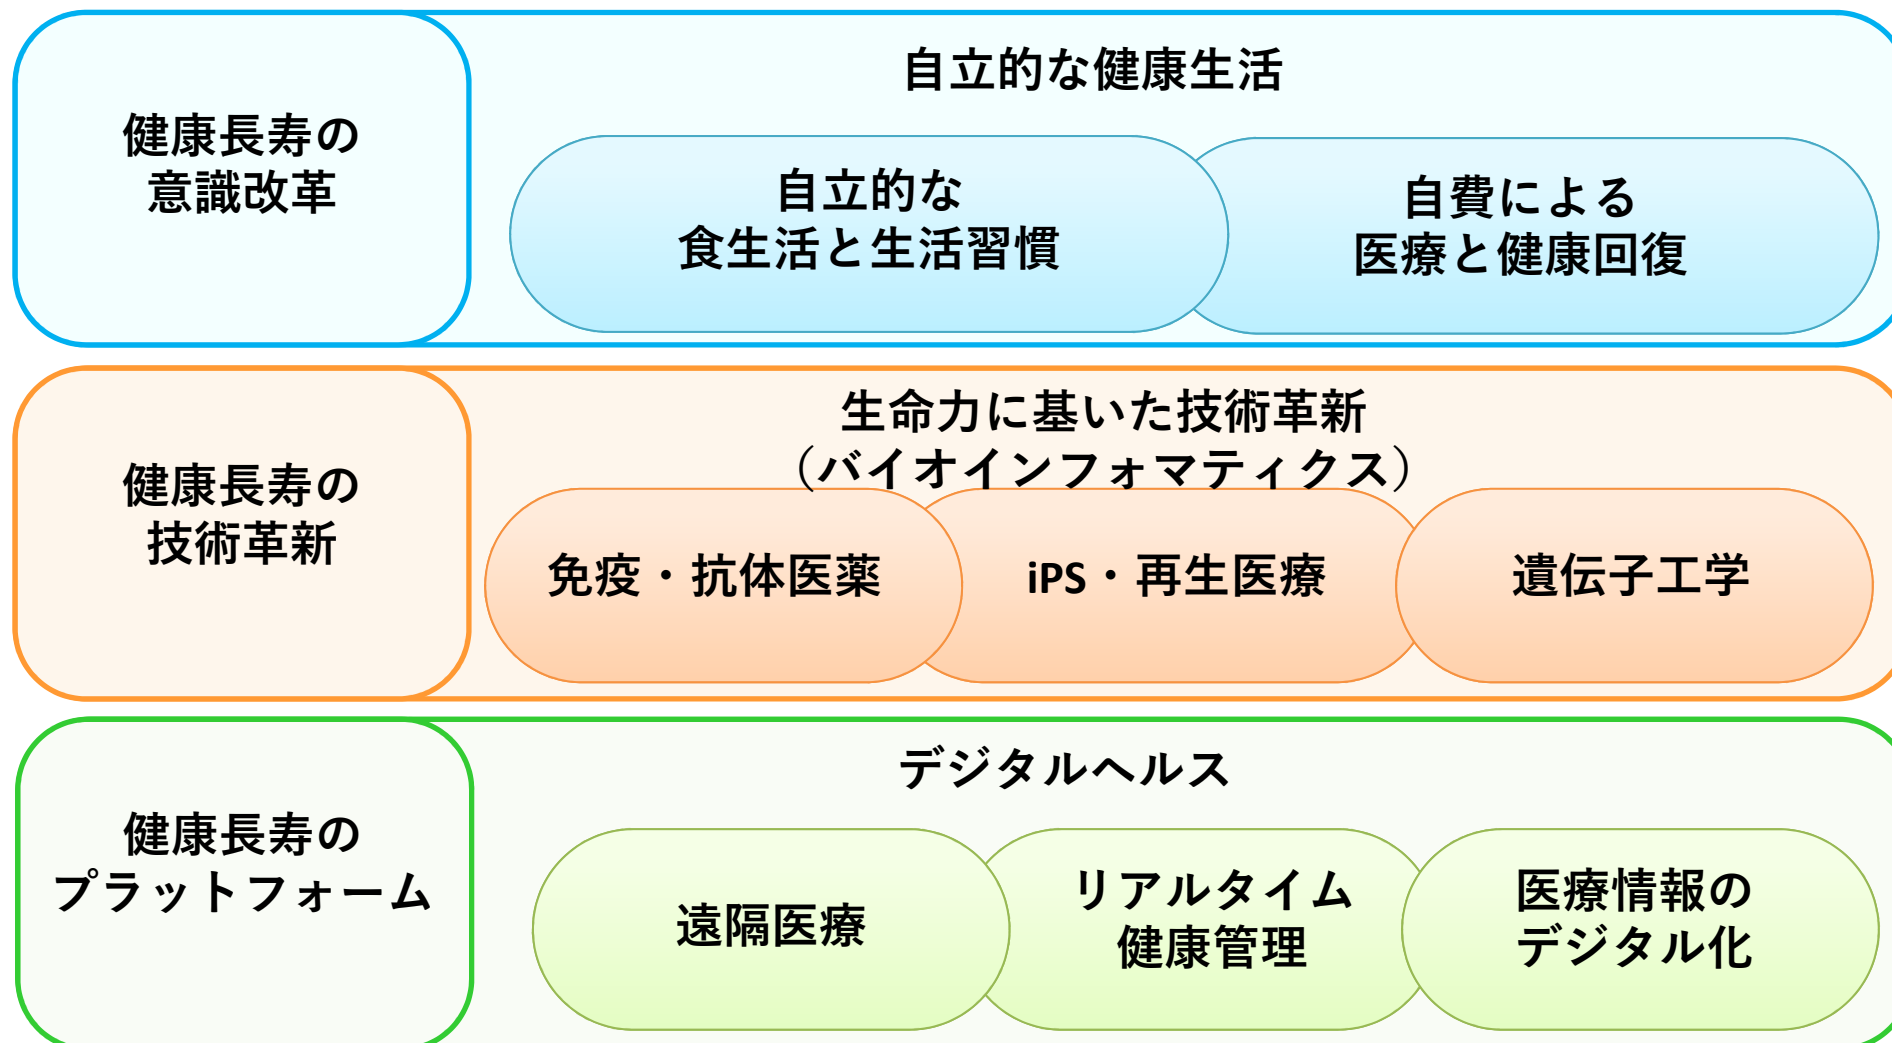 健康長寿の
意識改革
自立的な健康生活
自立的な
食生活と生活習慣
自費による
医療と健康回復
健康長寿の
技術革新
生命力に基いた技術革新
（バイオインフォマティクス）
免疫・抗体医薬
iPS・再生医療
遺伝子工学
健康長寿の
プラットフォーム
デジタルヘルス
遠隔医療
リアルタイム
健康管理
医療情報の
デジタル化